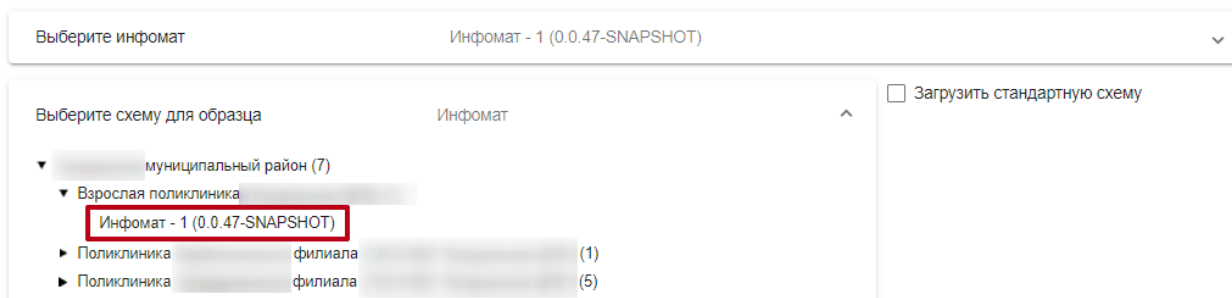 Выберите инфомат Инфомат - 1 (0.0.47-SNAPSHOT)
Загрузить стандартную схему
Выберите схему для образца Инфомат
муниципальный район (7)
Взрослая поликлиника
Инфомат - 1 (0.0.47-SNAPSHOT)
Поликлиника филиала (1)
Поликлиника филиала (5)